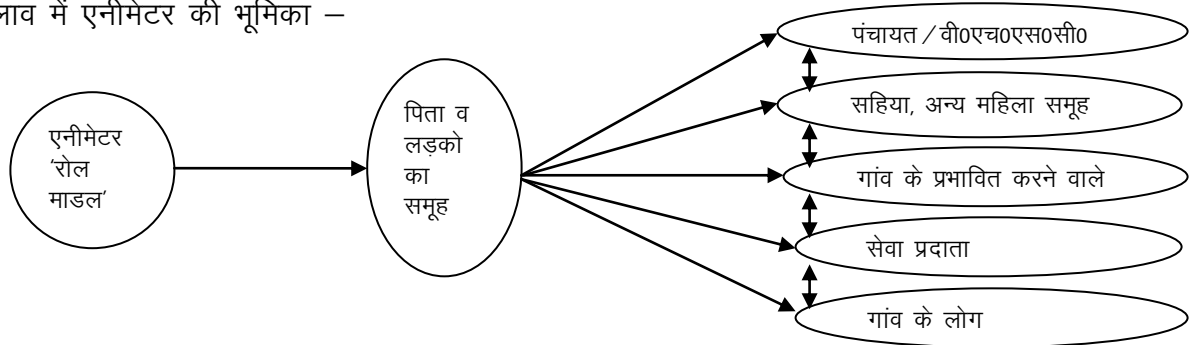 में एनीमेटर की भूमिका –
एनीमेटर
‘रोल
माडल’
पिता व
लड़को
का
समूह
पंचायत/वी0एच0एस0सी0
सहिया, अन्य महिला समूह
गांव के प्रभावित करने वाले
सेवा प्रदाता
गांव के लोग